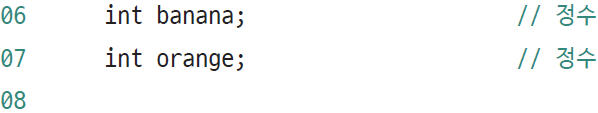 06 int banana; // 정수
07 int orange; // 정수
08